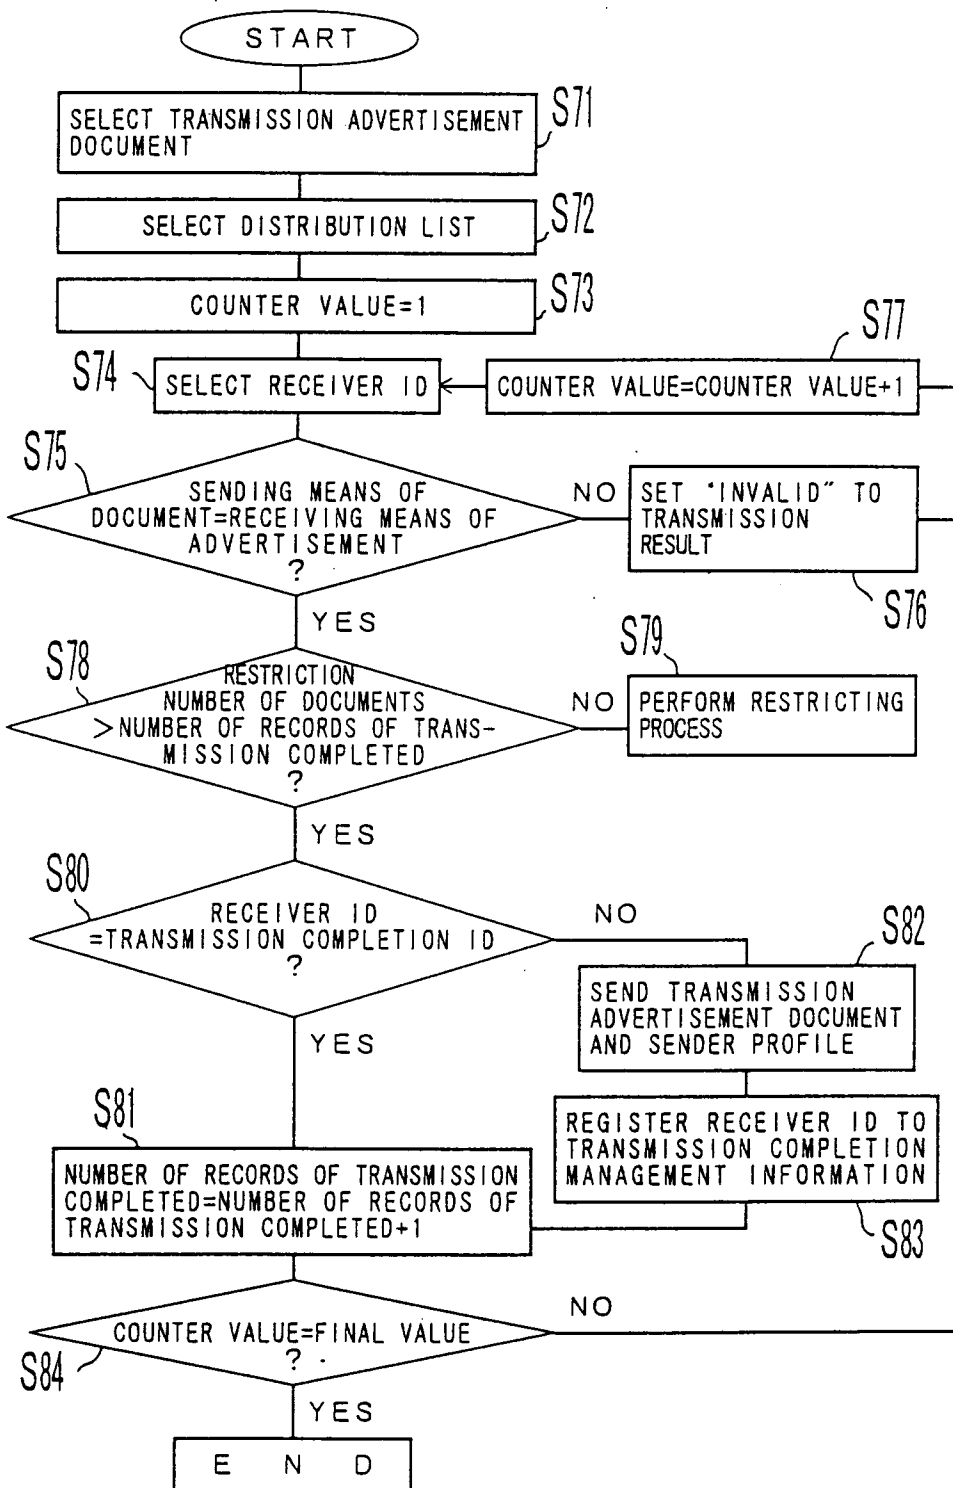 START
S71
SELECT TRANSMISSION ADVERTISEMENT
DOCUMENT
S72
SELECT DISTRIBUTION LIST
S73
COUNTER VALUE=1
S77
S74
SELECT RECEIVER ID
COUNTER VALUE=COUNTER VALUE+1
S75
SENDING MEANS OF
DOCUMENT=RECEIVING MEANS OF
ADVERTISEMENT
?
NO
SET "INVALID" TO
TRANSMISSION
RESULT
S76
YES
S78
RESTRICTION
NUMBER OF DOCUMENTS
>NUMBER OF RECORDS OF TRANS-
MISSION COMPLETED
?
NO
S79
PERFORM RESTRICTING
PROCESS
YES
S80
RECEIVER ID
=TRANSMISSION COMPLETION ID
?
NO
S82
SEND TRANSMISSION
ADVERTISEMENT DOCUMENT
AND SENDER PROFILE
YES
REGISTER RECEIVER ID TO
TRANSMISSION COMPLETION
MANAGEMENT INFORMATION
S83
S81
NUMBER OF RECORDS OF TRANSMISSION
COMPLETED=NUMBER OF RECORDS OF
TRANSMISSION COMPLETED+1
COUNTER VALUE=FINAL VALUE
?
NO
S84
YES
END